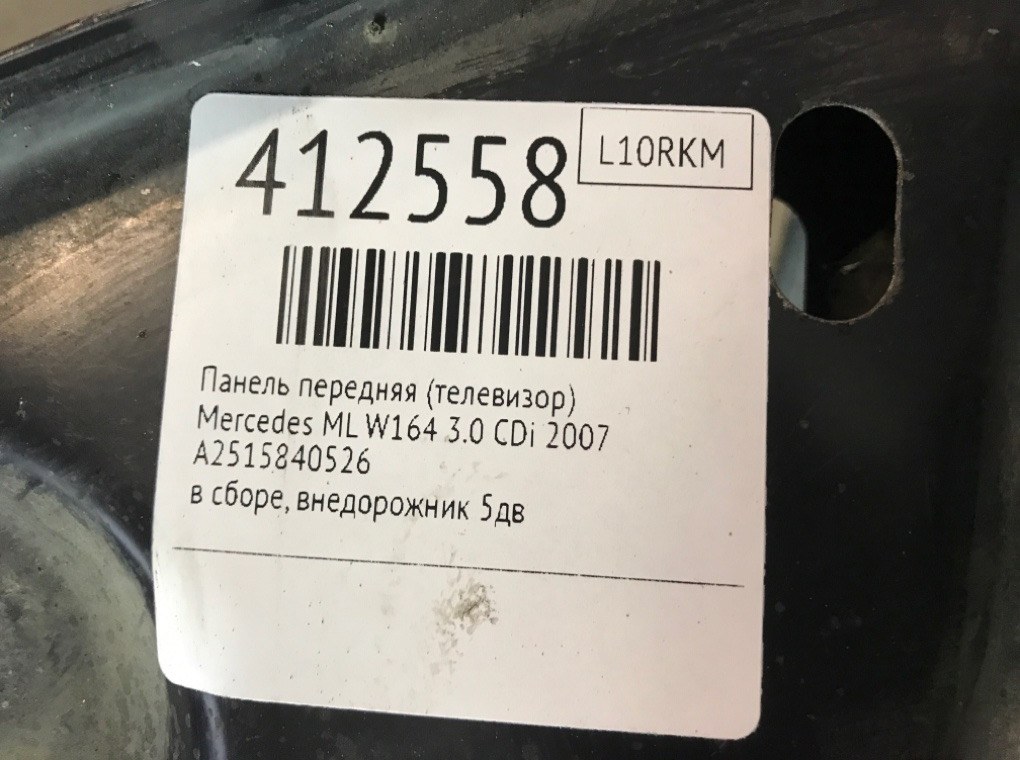 412558
L10RKM
Панель передняя (телевизор)
Mercedes ML W164 3.0 CDi 2007
A2515840526
в сборе, внедорожник 5дв